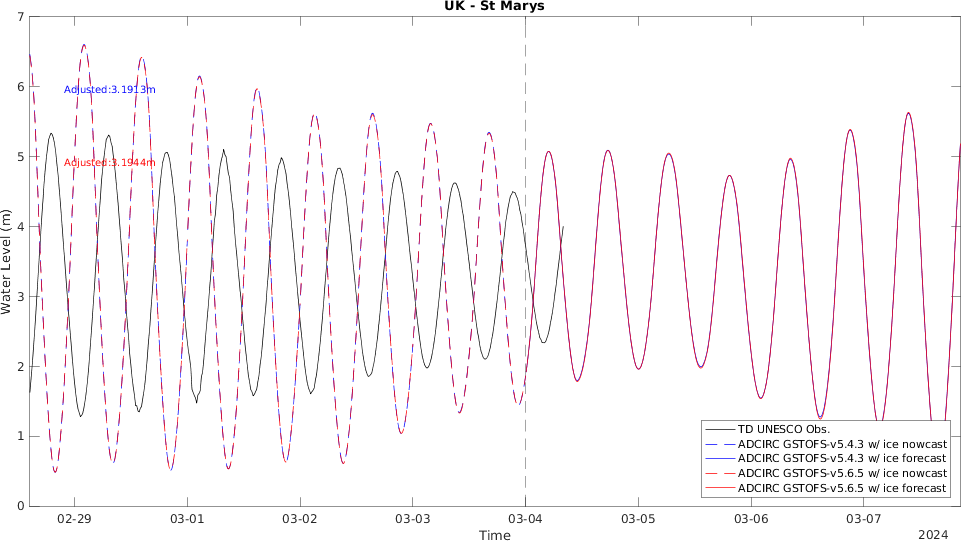 UK - St Marys
7
6
5
4
3
2
1
0
Water Level (m)
Adjusted:3.1913m
Adjusted:3.1944m
TD UNESCO Obs.
ADCIRC GSTOFS-v5.4.3 w/ ice nowcast
ADCIRC GSTOFS-v5.4.3 w/ ice forecast
ADCIRC GSTOFS-v5.6.5 w/ ice nowcast
ADCIRC GSTOFS-v5.6.5 w/ ice forecast
02-29 03-01 03-02 03-03 03-04 03-05 03-06 03-07
Time
2024